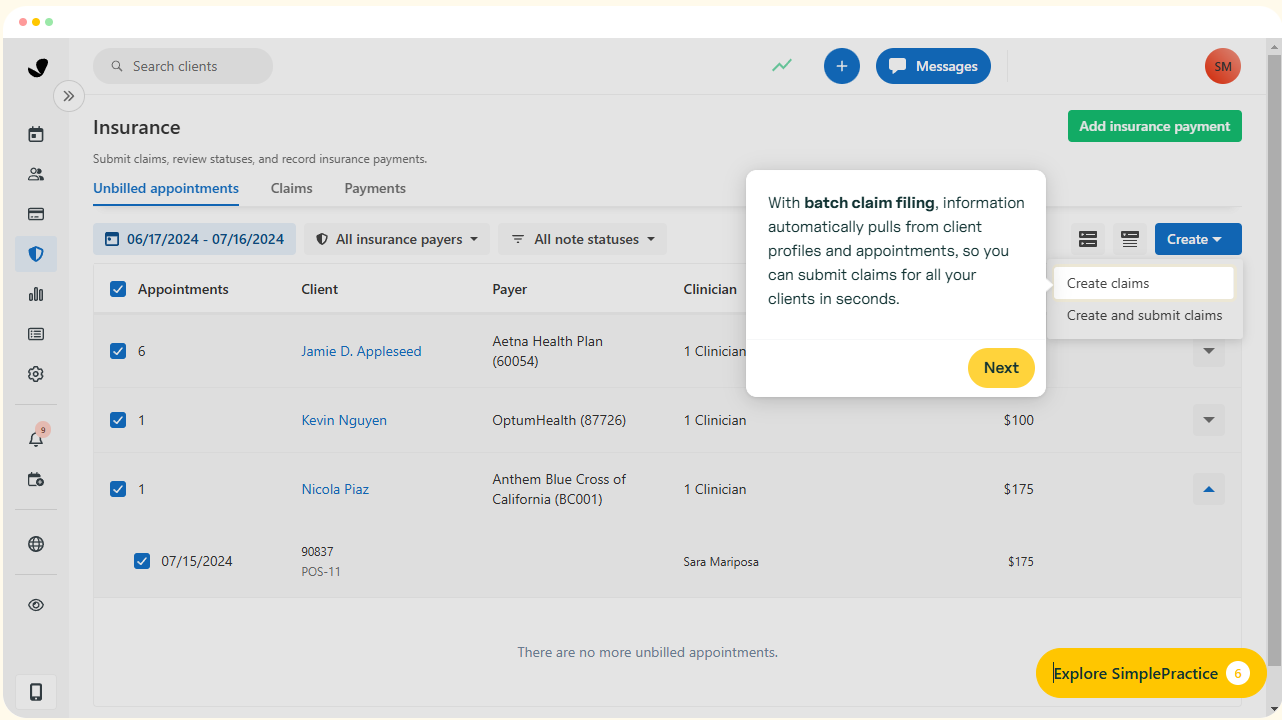 Search clients
Messages
SM
Insurance
Add insurance payment
Submit claims, review statuses, and record insurance payments.
Unbilled appointments Claims Payments
With batch claim filing, information
automatically pulls from client
profiles and appointments, so you
can submit claims for all your
clients in seconds.
Next
06/17/2024 - 07/16/2024 All insurance payers All note statuses Create
Create claims
Create and submit claims
Appointments Client Payer Clinician
6 Jamie D. Appleseed Aetna Health Plan
(60054) 1 Clinician
1 Kevin Nguyen OptumHealth (87726) 1 Clinician $100
1 Nicola Piaz Anthem Blue Cross of
California (BC001) 1 Clinician $175
07/15/2024 90837
POS-11 Sara Mariposa $175
9
There are no more unbilled appointments.
Explore SimplePractice 6